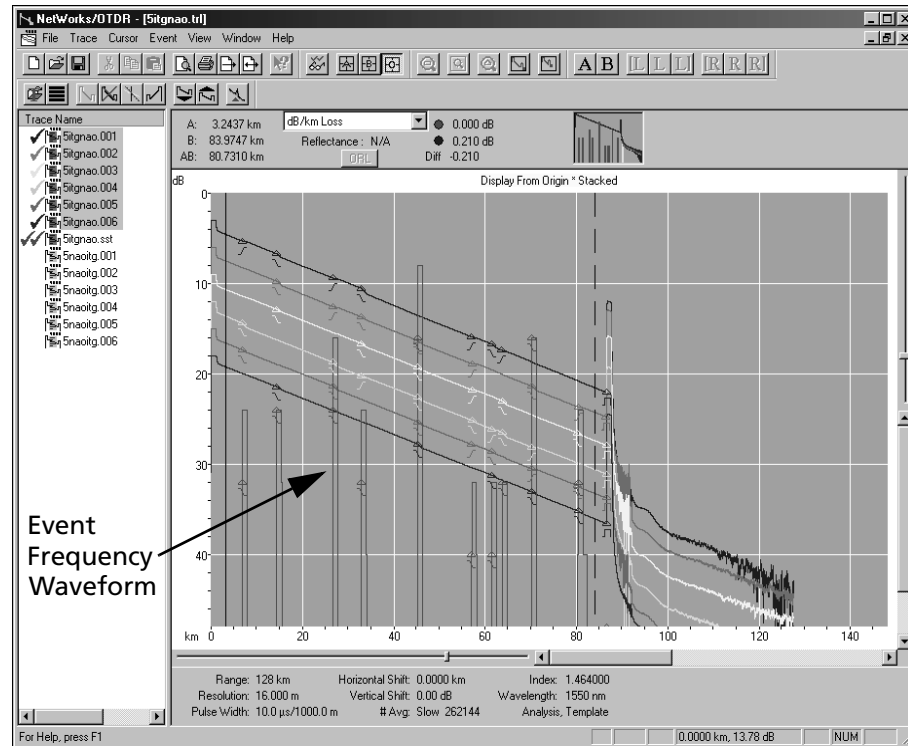 NetWorks/OTDR - [5itgnao.trl]
File Trace Cursor Event View Window Help
A B [L L L] [R R R]
Trace Name
5itgnao.001
5itgnao.002
5itgnao.003
5itgnao.004
5itgnao.005
5itgnao.006
5itgnao.sst
5naoitg.001
5naoitg.002
5naoitg.003
5naoitg.004
5naoitg.005
5naoitg.006
A: 3.2437 km
B: 83.9747 km
AB: 80.7310 km
dB/km Loss
Reflectance : N/A
ORL
0.000 dB
0.210 dB
Diff -0.210
dB
Display From Origin * Stacked
0
10
20
30
40
km 0 20 40 60 80 100 120 140
Event
Frequency
Waveform
Range: 128 km Horizontal Shift: 0.0000 km Index: 1.464000
Resolution: 16.000 m Vertical Shift: 0.00 dB Wavelength: 1550 nm
Pulse Width: 10.0 µs/1000.0 m # Avg: Slow 262144 Analysis, Template
For Help, press F1
0.0000 km, 13.78 dB
NUM